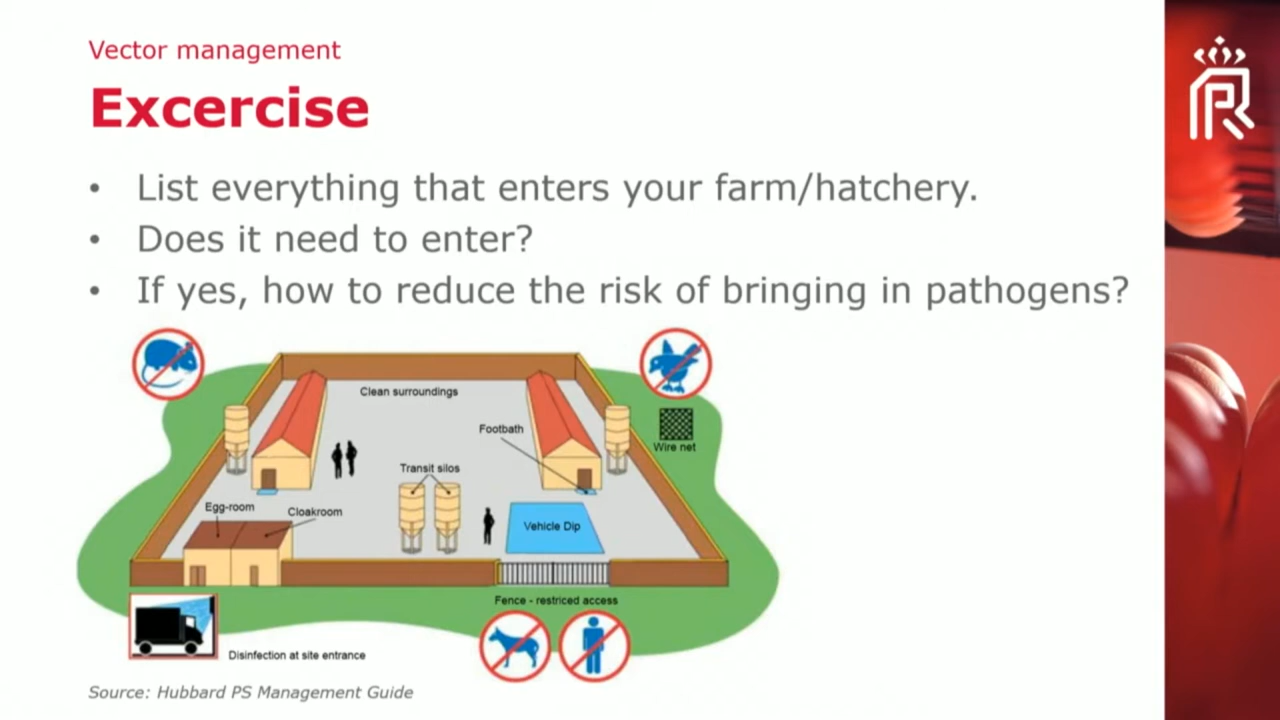 Vector management
Excercise
• List everything that enters your farm/hatchery.
• Does it need to enter?
• If yes, how to reduce the risk of bringing in pathogens?
Clean surroundings
Footbath
Wire net
Transit silos
Egg-room
Cloakroom
Vehicle Dip
Fence - restriced access
Disinfection at site entrance
Source: Hubbard PS Management Guide